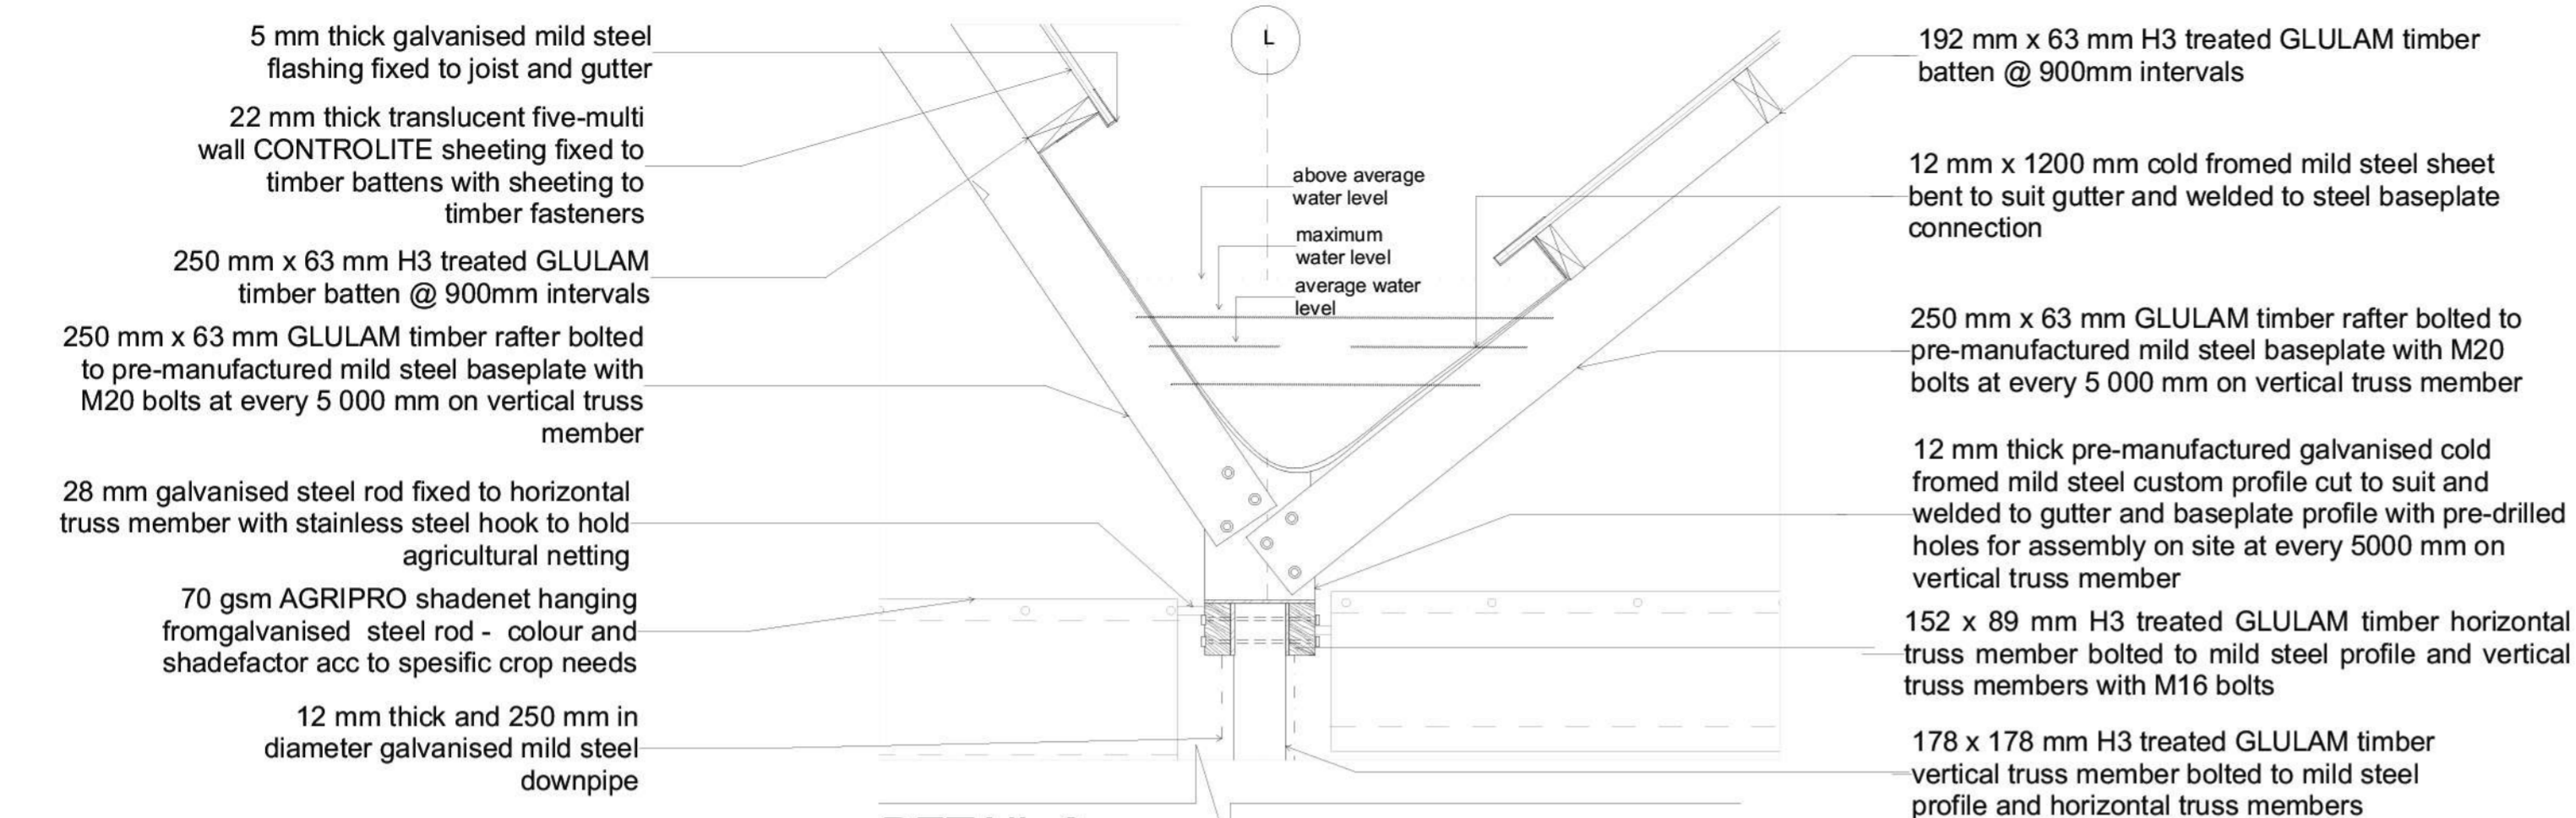 5 mm thick galvanised mild steel
flashing fixed to joist and gutter
22 mm thick translucent five-multi
wall CONTROLITE sheeting fixed to
timber battens with sheeting to
timber fasteners
250 mm x 63 mm H3 treated GLULAM
timber batten @ 900mm intervals
250 mm x 63 mm GLULAM timber rafter bolted
to pre-manufactured mild steel baseplate with
M20 bolts at every 5 000 mm on vertical truss
member
28 mm galvanised steel rod fixed to horizontal
truss member with stainless steel hook to hold
agricultural netting
70 gsm AGRIPRO shadenet hanging
fromgalvanised steel rod - colour and
shadefactor acc to spesific crop needs
12 mm thick and 250 mm in
diameter galvanised mild steel
downpipe
L
above average
water level
maximum
water level
average water
level
192 mm x 63 mm H3 treated GLULAM timber
batten @ 900mm intervals
12 mm x 1200 mm cold fromed mild steel sheet
bent to suit gutter and welded to steel baseplate
connection
250 mm x 63 mm GLULAM timber rafter bolted to
pre-manufactured mild steel baseplate with M20
bolts at every 5 000 mm on vertical truss member
12 mm thick pre-manufactured galvanised cold
fromed mild steel custom profile cut to suit and
welded to gutter and baseplate profile with pre-drilled
holes for assembly on site at every 5000 mm on
vertical truss member
152 x 89 mm H3 treated GLULAM timber horizontal
truss member bolted to mild steel profile and vertical
truss members with M16 bolts
178 x 178 mm H3 treated GLULAM timber
vertical truss member bolted to mild steel
profile and horizontal truss members